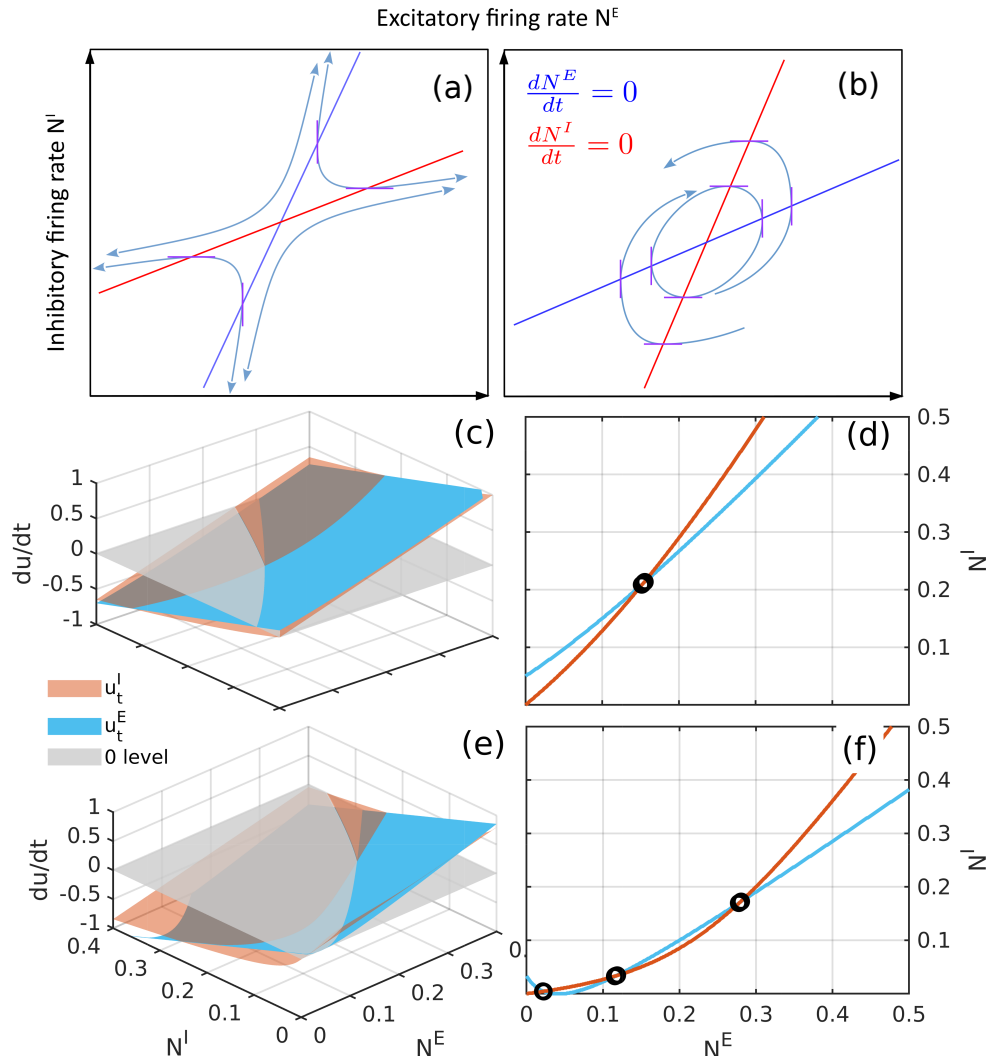 Excitatory firing rate N^E
Inhibitory firing rate N^I
(a)
(b)
dN^E/dt = 0
dN^I/dt = 0
(c)
du/dt
1
0.5
0
-0.5
-1
(d)
0.5
0.4
0.3
0.2
0.1
N^I
u_t^I
u_t^E
0 level
(e)
du/dt
1
0.5
0
-0.5
-1
0.4
0.3
0.2
0.1
0
N^I
0
0.1
0.2
0.3
0.
N^E
(f)
0.5
0.4
0.3
0.2
0.1
N^I
0
0.1
0.2
0.3
0.4
0.5
N^E